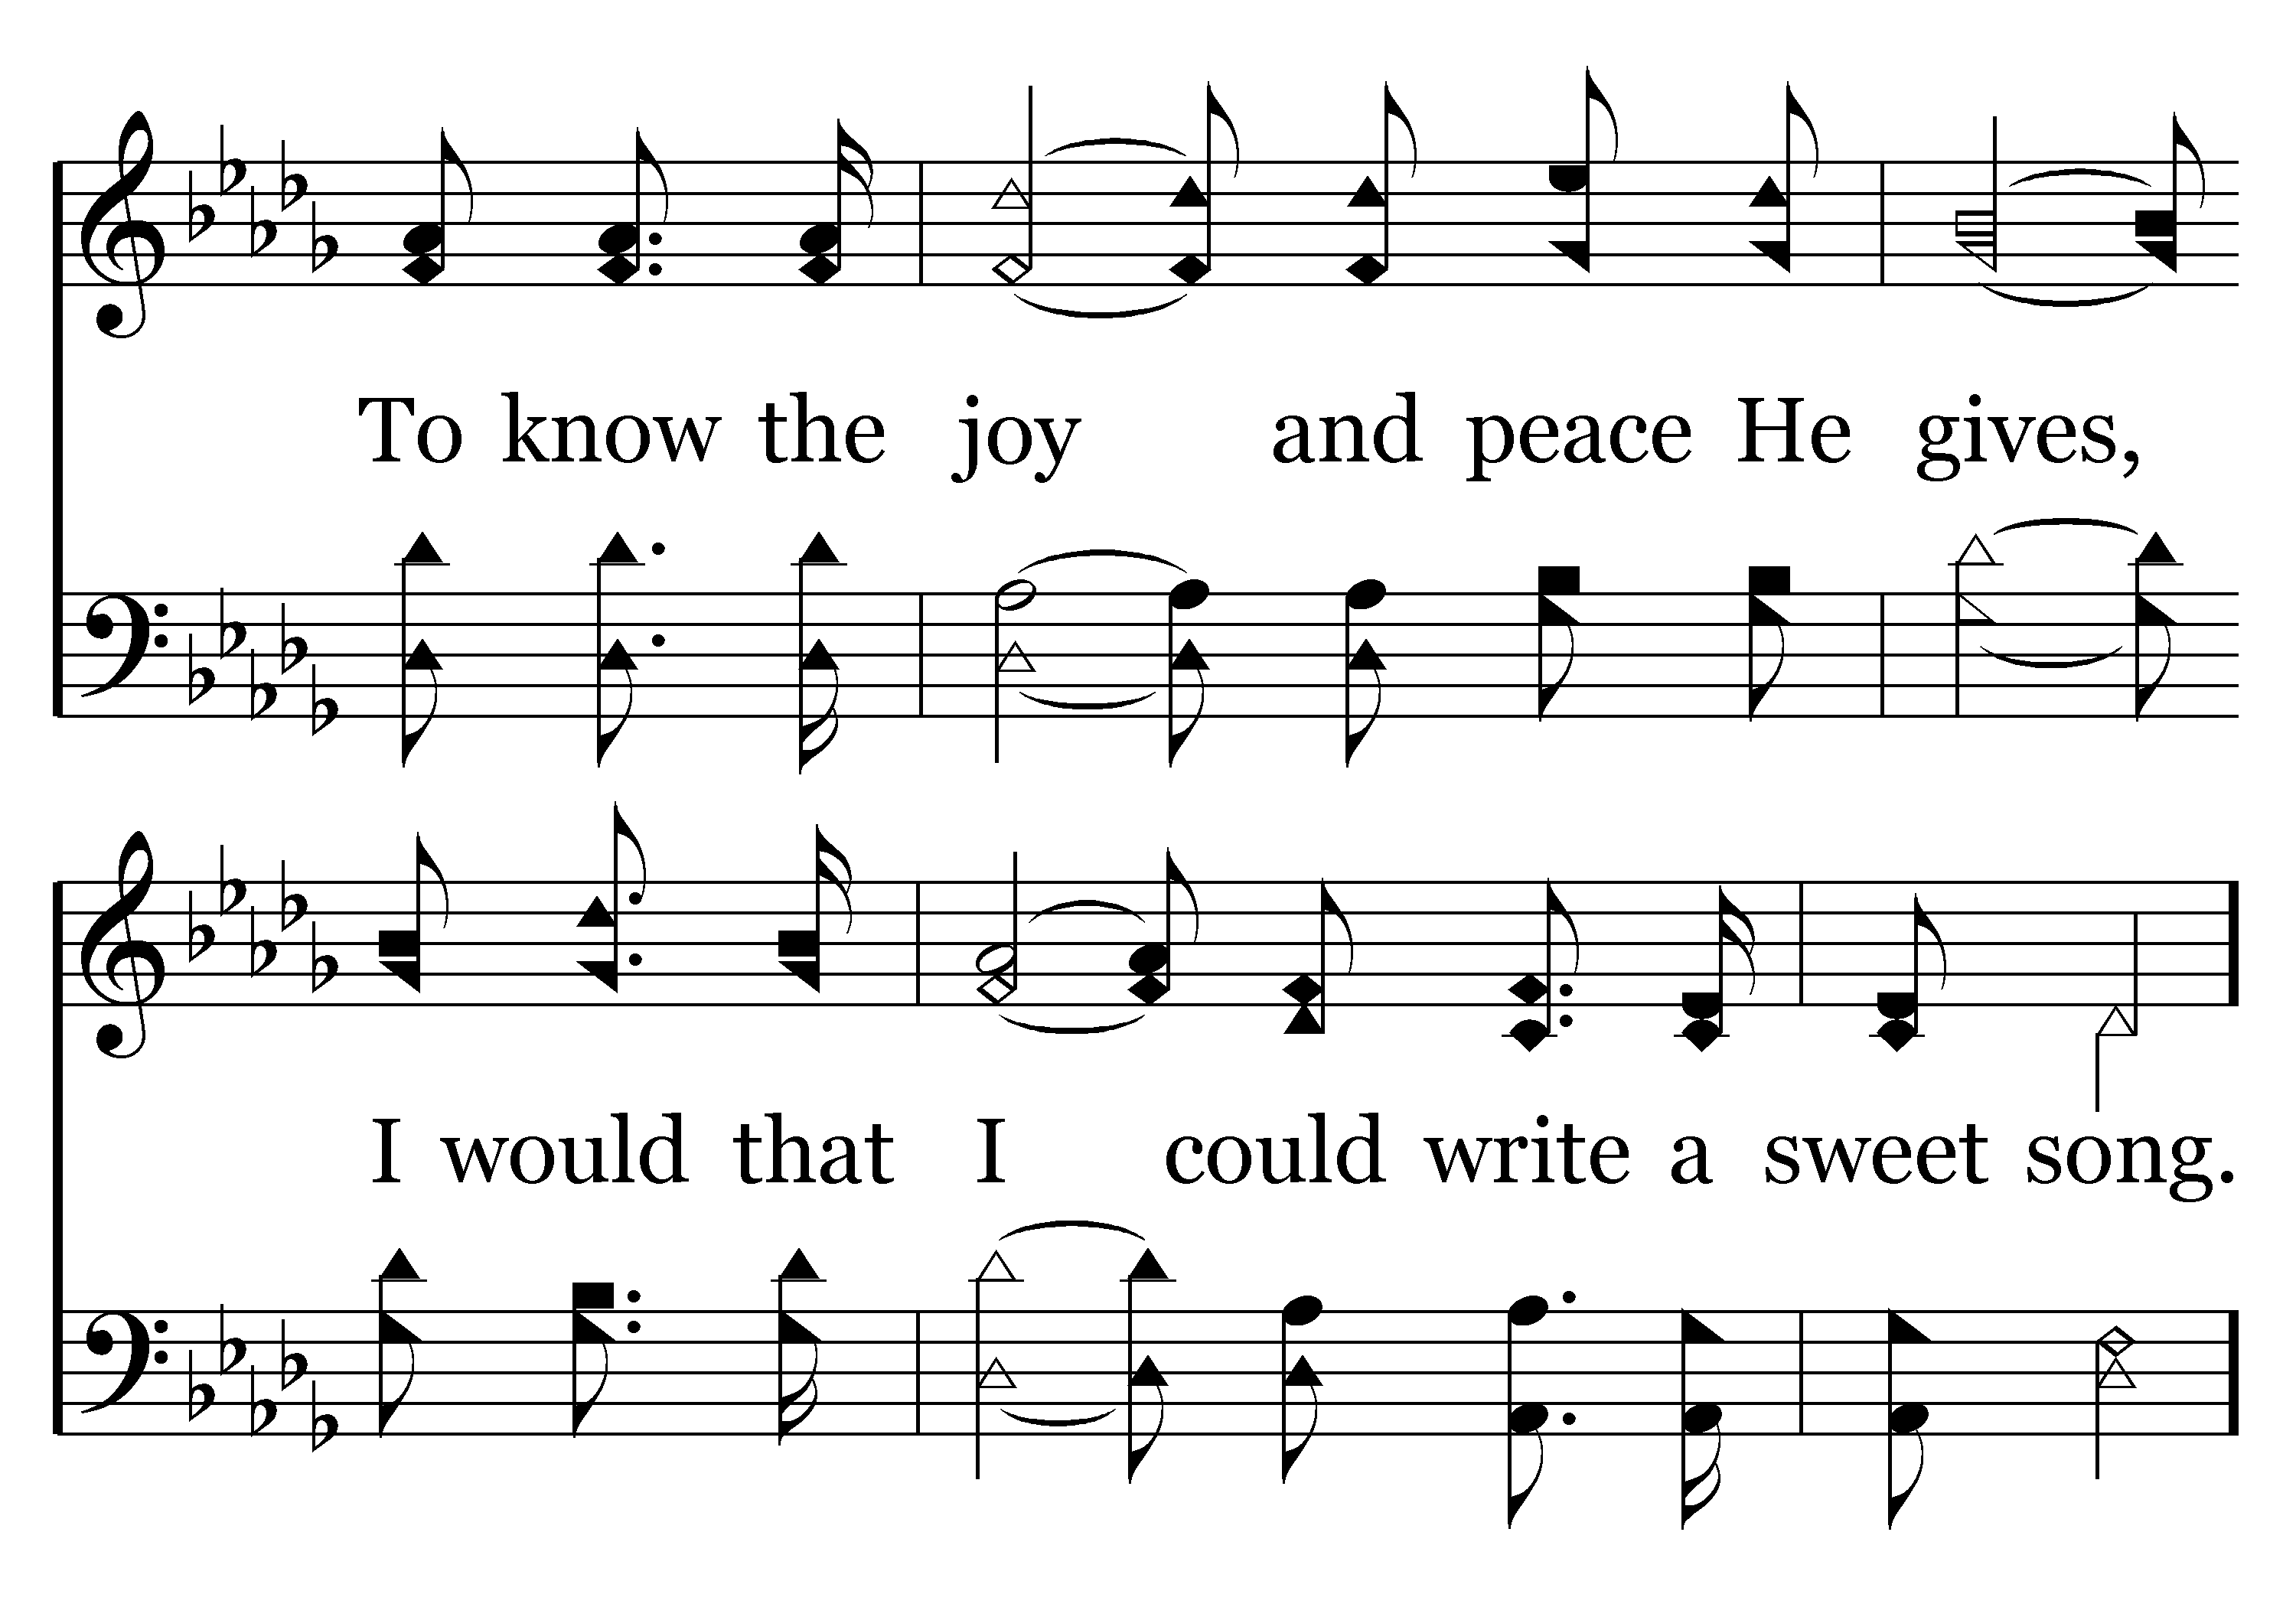 To know the joy and peace He gives,
I would that I could write a sweet song.